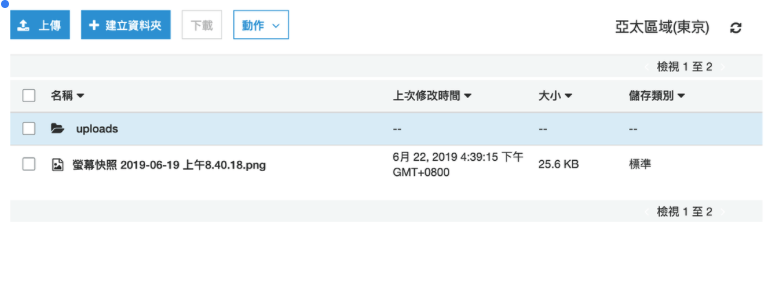 上傳 建立資料夾 下載 動作 亞太區域(東京)
檢視 1 至 2
名稱 上次修改時間 大小 儲存類別
uploads -- -- --
螢幕快照 2019-06-19 上午8.40.18.png 6月 22, 2019 4:39:15 下午 GMT+0800 25.6 KB 標準
檢視 1 至 2